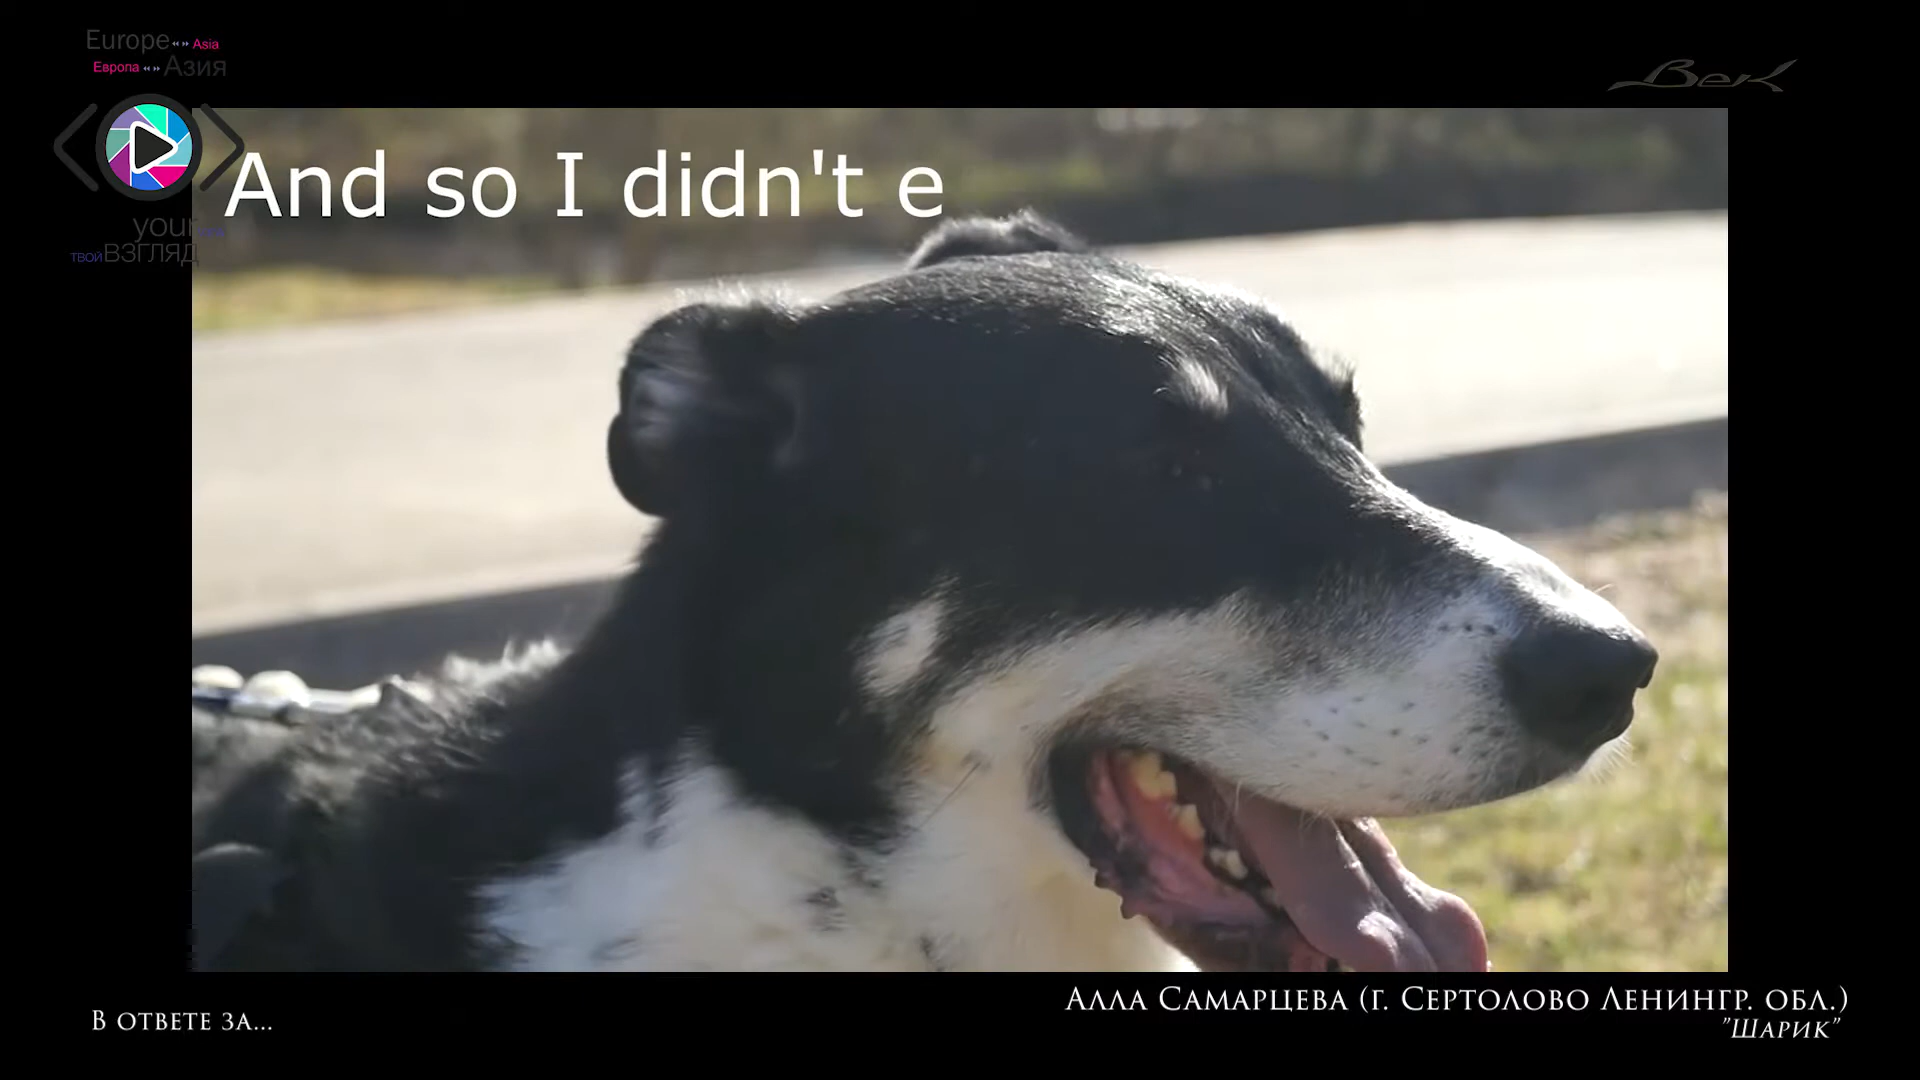 Europe Asia
Европа Азия
Век
And so I didn't e
your
ТВОЙ ВЗГЛЯД
Алла Самарцева (г. Сертолово Ленингр. обл.)
В ответе за...
"Шарик"